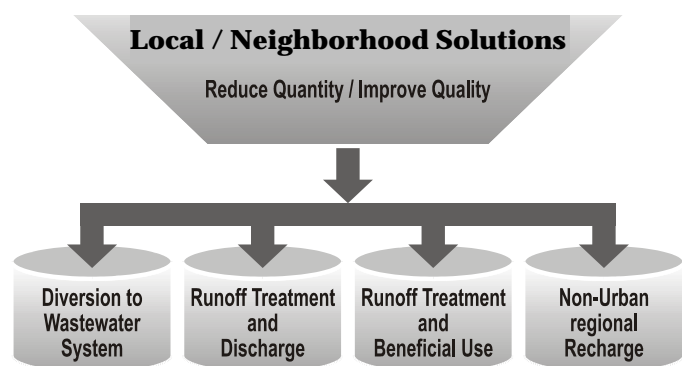 Local / Neighborhood Solutions
Reduce Quantity / Improve Quality
Diversion to
Wastewater
System
Runoff Treatment
and
Discharge
Runoff Treatment
and
Beneficial Use
Non-Urban
regional
Recharge